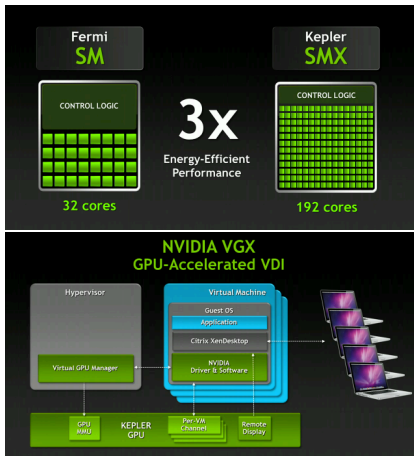 Fermi
SM
Kepler
SMX
CONTROL LOGIC
3x
Energy-Efficient
Performance
CONTROL LOGIC
32 cores
192 cores
NVIDIA VGX
GPU-Accelerated VDI
Hypervisor
Virtual Machine
Guest OS
Application
Citrix XenDesktop
Virtual GPU Manager
NVIDIA
Driver & Software
GPU
MMU
KEPLER
GPU
Per-VM
Channel
Remote
Display